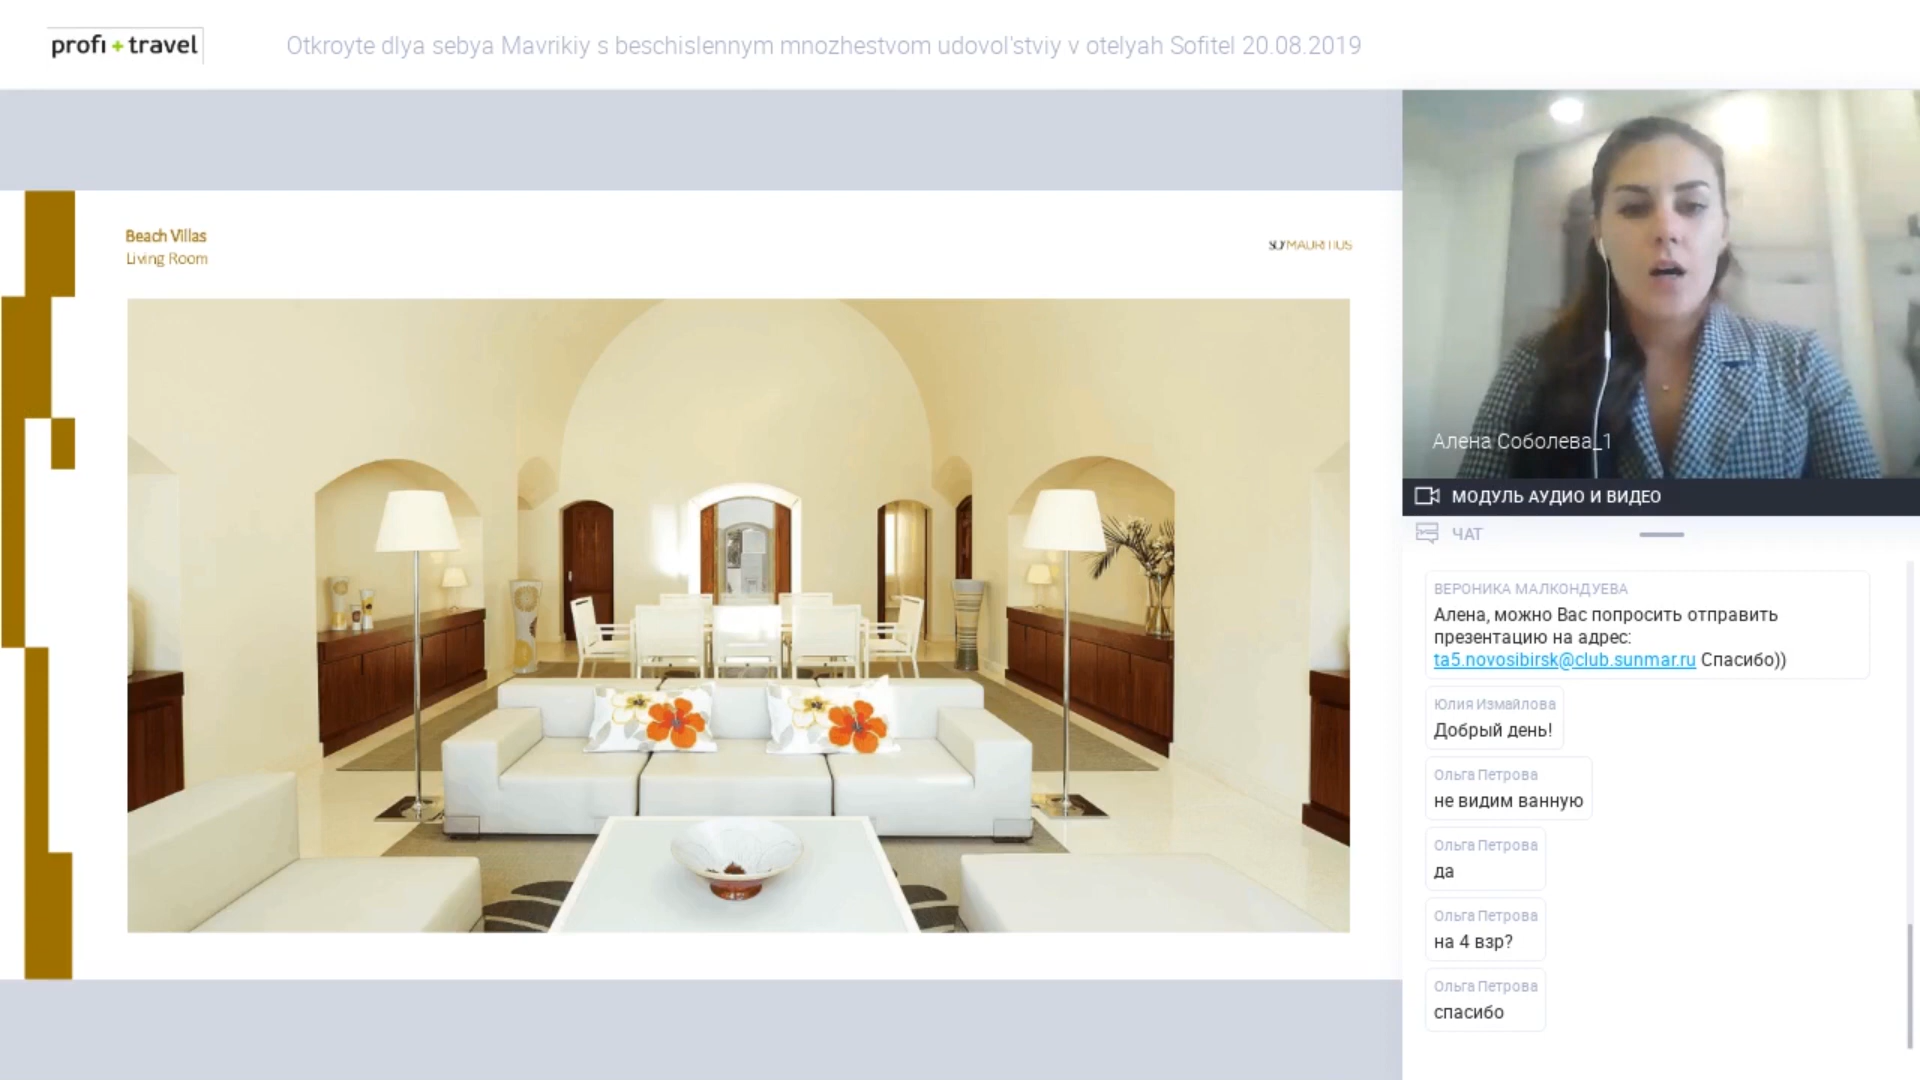 profi + travel
Otkroyte dlya sebya Mavrikiy s beschislennym mnozhestvom udovol'stviy v otelyah Sofitel 20.08.2019
Beach Villas
Living Room
SO/MAURITIUS
Алена Соболева_1
МОДУЛЬ АУДИО И ВИДЕО
ЧАТ
ВЕРОНИКА МАЛКОНДУЕВА
Алена, можно Вас попросить отправить
презентацию на адрес:
ta5.novosibirsk@club.sunmar.ru Спасибо))
Юлия Измайлова
Добрый день!
Ольга Петрова
не видим ванную
Ольга Петрова
да
Ольга Петрова
на 4 взр?
Ольга Петрова
спасибо